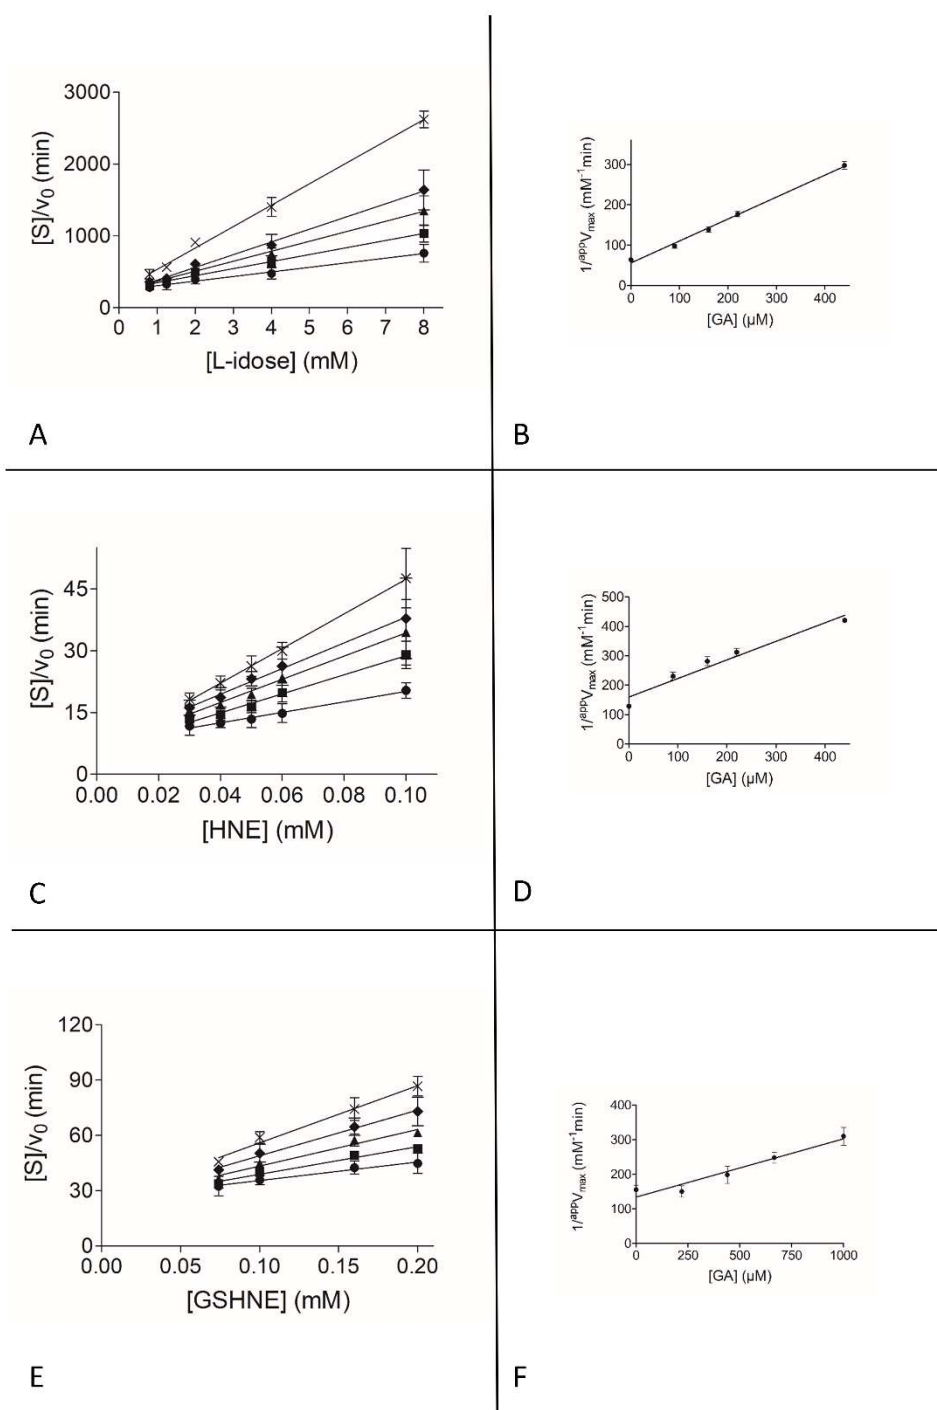 3000
2000
1000
0
[S]/v0 (min)
0 1 2 3 4 5 6 7 8
[L-idose] (mM)
A
300
200
100
0
1/appVmax (mM-1min)
0 100 200 300 400
[GA] (µM)
B
45
30
15
0
[S]/v0 (min)
0.00 0.02 0.04 0.06 0.08 0.10
[HNE] (mM)
C
500
400
300
200
100
0
1/appVmax (mM-1min)
0 100 200 300 400
[GA] (µM)
D
120
90
60
30
0
[S]/v0 (min)
0.00 0.05 0.10 0.15 0.20
[GSHNE] (mM)
E
400
300
200
100
0
1/appVmax (mM-1min)
0 250 500 750 1000
[GA] (µM)
F